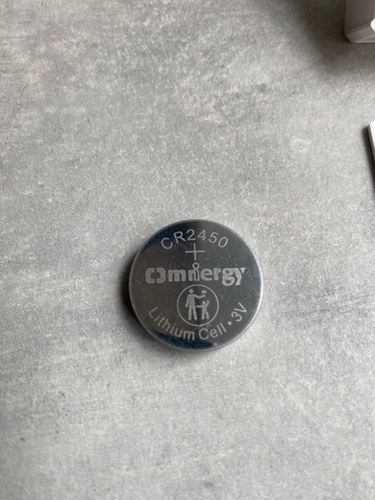 CR2450
+
Omnergy
Lithium Cell • 3V